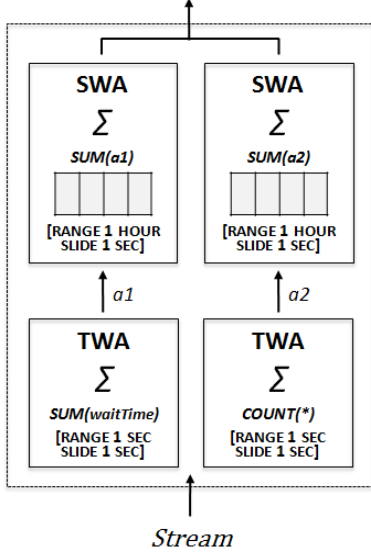 SWA
Σ
SUM(a1)
[RANGE 1 HOUR
SLIDE 1 SEC]
SWA
Σ
SUM(a2)
[RANGE 1 HOUR
SLIDE 1 SEC]
a1
a2
TWA
Σ
SUM(waitTime)
[RANGE 1 SEC
SLIDE 1 SEC]
TWA
Σ
COUNT(*)
[RANGE 1 SEC
SLIDE 1 SEC]
Stream